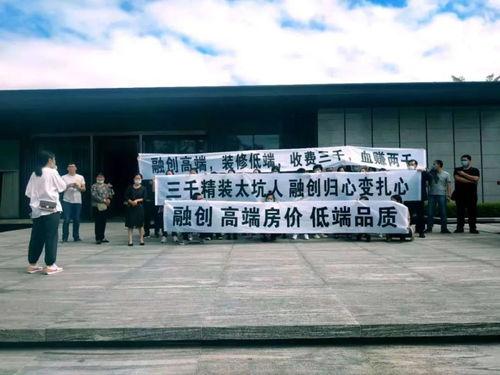 融创高端，装修低端，收费三千，血赚两千
三千精装太坑人 融创归心变扎心
融创 高端房价 低端品质